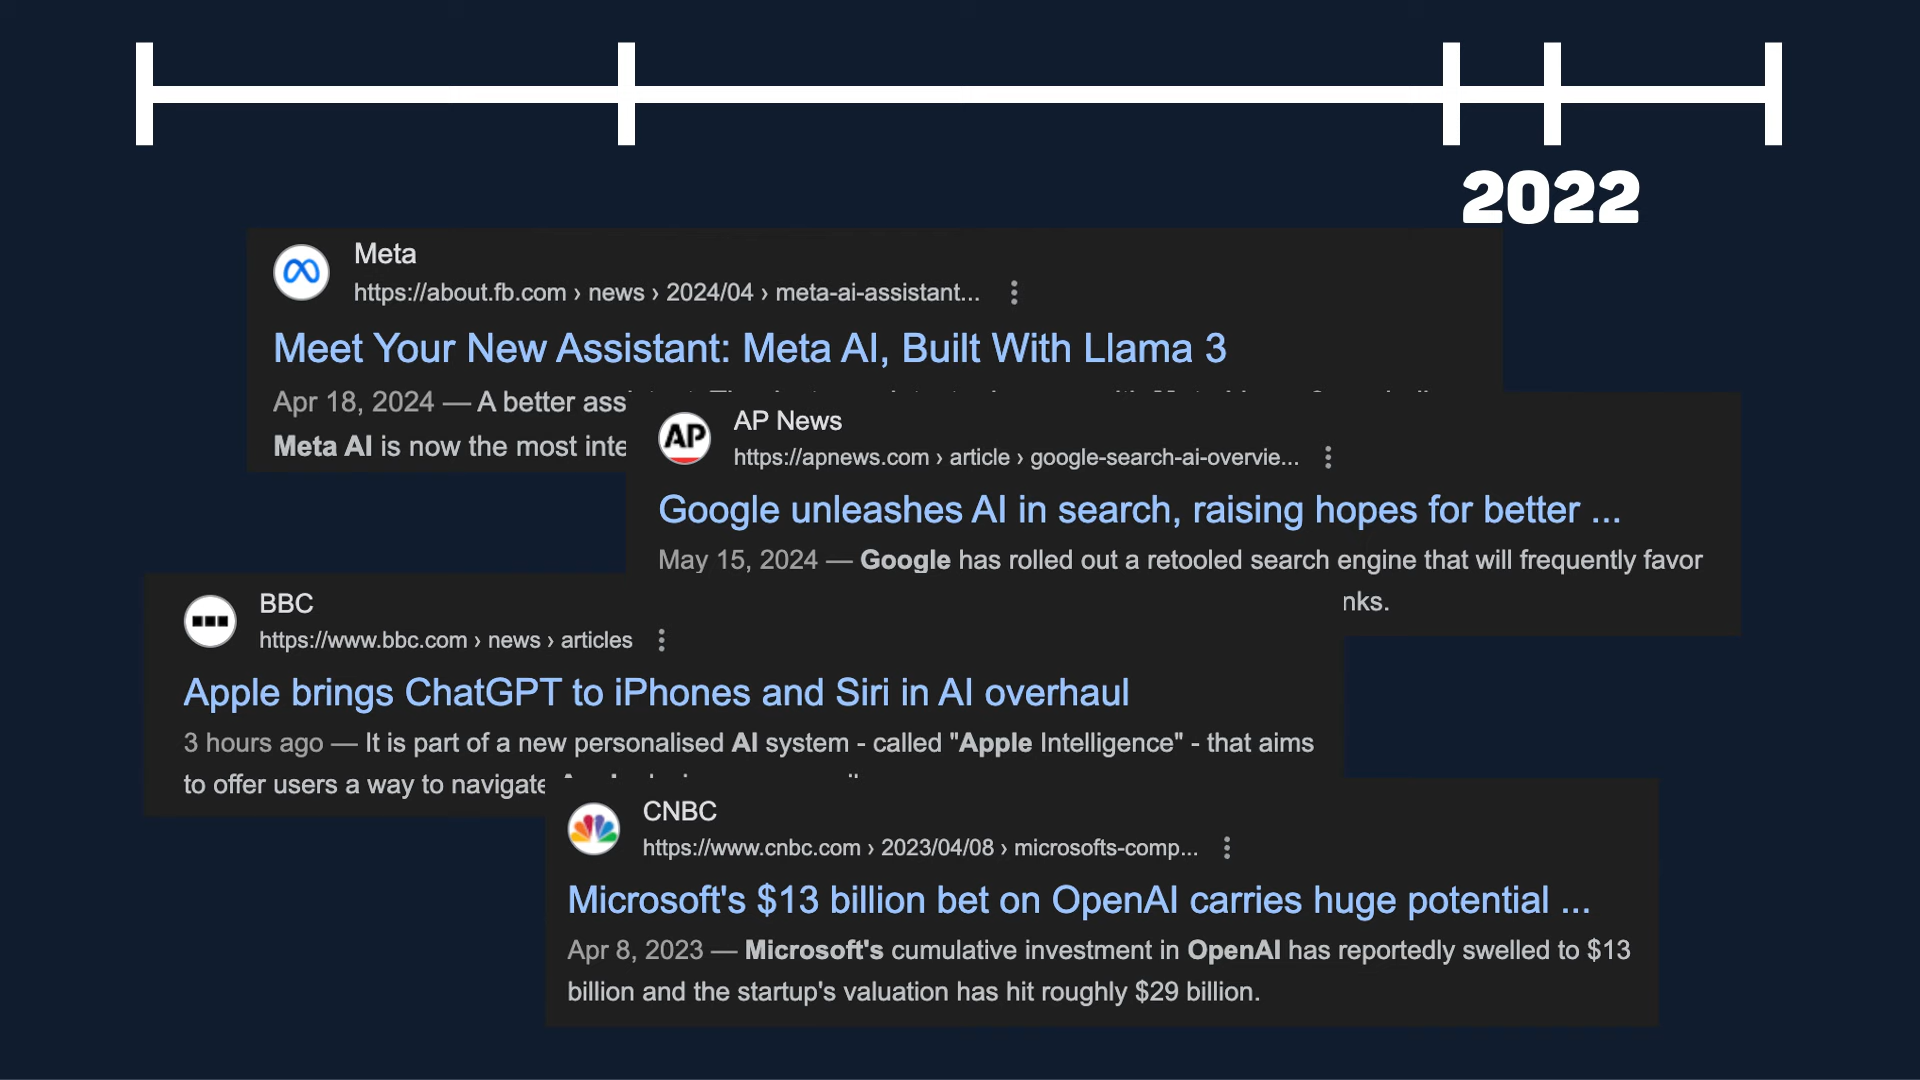 2022
Meta
https://about.fb.com › news › 2024/04 › meta-ai-assistant...
Meet Your New Assistant: Meta AI, Built With Llama 3
Apr 18, 2024 — A better ass
Meta AI is now the most inte
AP
AP News
https://apnews.com › article › google-search-ai-overvie...
Google unleashes AI in search, raising hopes for better ...
May 15, 2024 — Google has rolled out a retooled search engine that will frequently favor
nks.
BBC
https://www.bbc.com › news › articles
Apple brings ChatGPT to iPhones and Siri in AI overhaul
3 hours ago — It is part of a new personalised AI system - called "Apple Intelligence" - that aims
to offer users a way to navigate
CNBC
https://www.cnbc.com › 2023/04/08 › microsofts-comp...
Microsoft's $13 billion bet on OpenAI carries huge potential ...
Apr 8, 2023 — Microsoft's cumulative investment in OpenAI has reportedly swelled to $13
billion and the startup's valuation has hit roughly $29 billion.